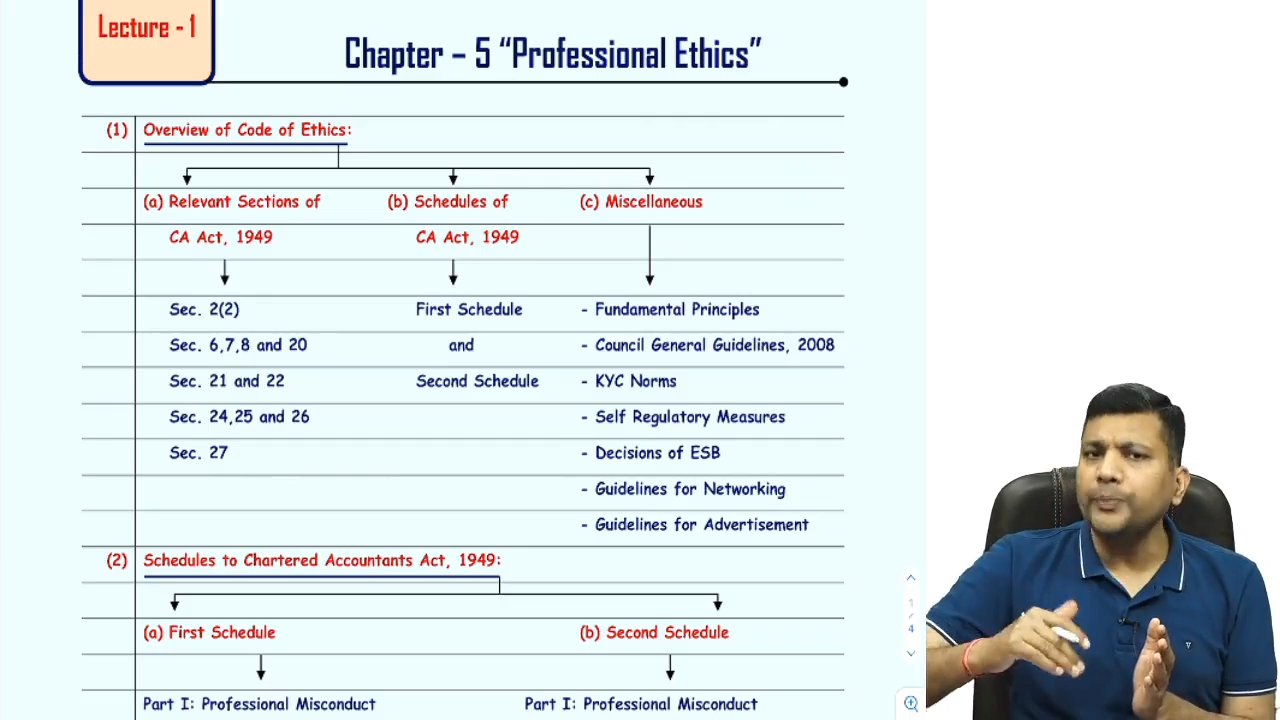 Lecture - 1
Chapter – 5 “Professional Ethics”
(1) Overview of Code of Ethics:
(a) Relevant Sections of (b) Schedules of (c) Miscellaneous
CA Act, 1949 CA Act, 1949
Sec. 2(2) First Schedule - Fundamental Principles
Sec. 6,7,8 and 20 and - Council General Guidelines, 2008
Sec. 21 and 22 Second Schedule - KYC Norms
Sec. 24,25 and 26 - Self Regulatory Measures
Sec. 27 - Decisions of ESB
- Guidelines for Networking
- Guidelines for Advertisement
(2) Schedules to Chartered Accountants Act, 1949:
1
/
4
(a) First Schedule (b) Second Schedule
Part I: Professional Misconduct Part I: Professional Misconduct